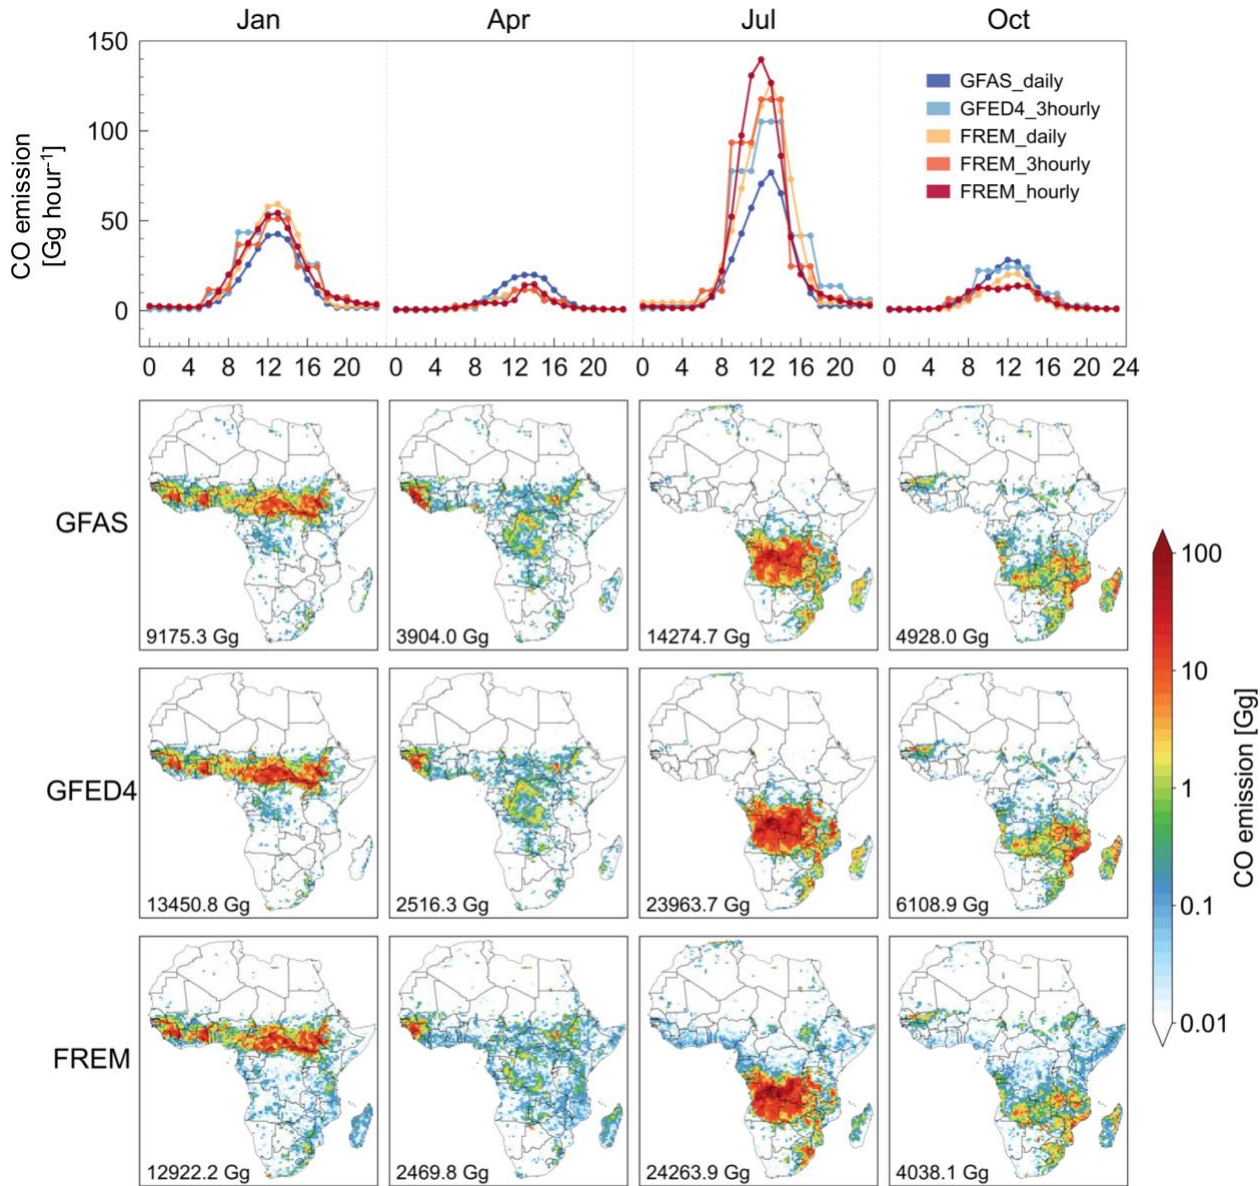 Jan Apr Jul Oct
150
100
50
0
CO emission
[Gg hour⁻¹]
GFAS_daily
GFED4_3hourly
FREM_daily
FREM_3hourly
FREM_hourly
0 4 8 12 16 20 0 4 8 12 16 20 0 4 8 12 16 20 0 4 8 12 16 20 24
GFAS
9175.3 Gg 3904.0 Gg 14274.7 Gg 4928.0 Gg
GFED4
13450.8 Gg 2516.3 Gg 23963.7 Gg 6108.9 Gg
FREM
12922.2 Gg 2469.8 Gg 24263.9 Gg 4038.1 Gg
100
10
1
0.1
0.01
CO emission [Gg]